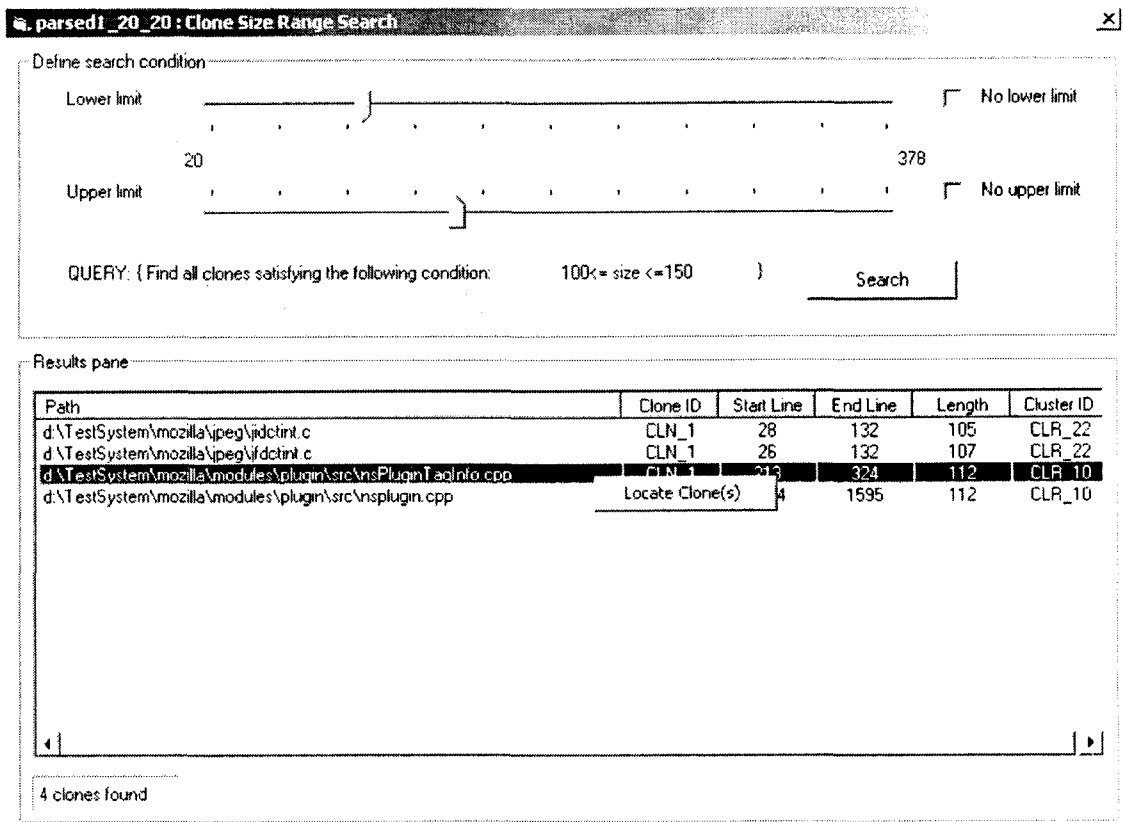 parsed1_20_20 : Clone Size Range Search
Define search condition
Lower limit No lower limit
20 378
Upper limit No upper limit
QUERY: { Find all clones satisfying the following condition: 100<= size <=150 } Search
Results pane
Path Clone ID Start Line End Line Length Cluster ID
d:\TestSystem\mozilla\jpeg\jidctint.c CLN_1 28 132 105 CLR_22
d:\TestSystem\mozilla\jpeg\jfdctint.c CLN_1 26 132 107 CLR_22
d:\TestSystem\mozilla\modules\plugin\src\nsPluginTagInfo.cpp CLN_1 213 324 112 CLR_10
d:\TestSystem\mozilla\modules\plugin\src\nsplugin.cpp Locate Clone(s) 4 1595 112 CLR_10
4 clones found